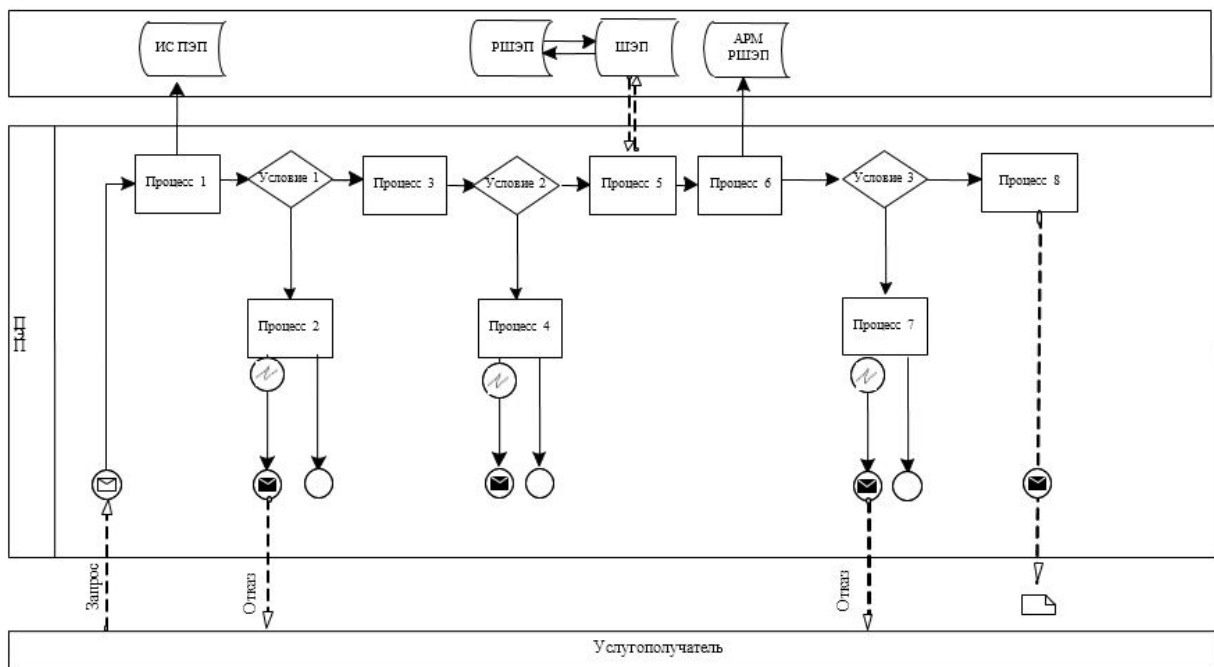 ИС ПЭП
РШЭП
ШЭП
АРМ
РШЭП
Процесс 1
Условие 1
Процесс 3
Условие 2
Процесс 5
Процесс 6
Условие 3
Процесс 8
ПЭП
Процесс 2
Процесс 4
Процесс 7
Запрос
Отказ
Отказ
Услугополучатель